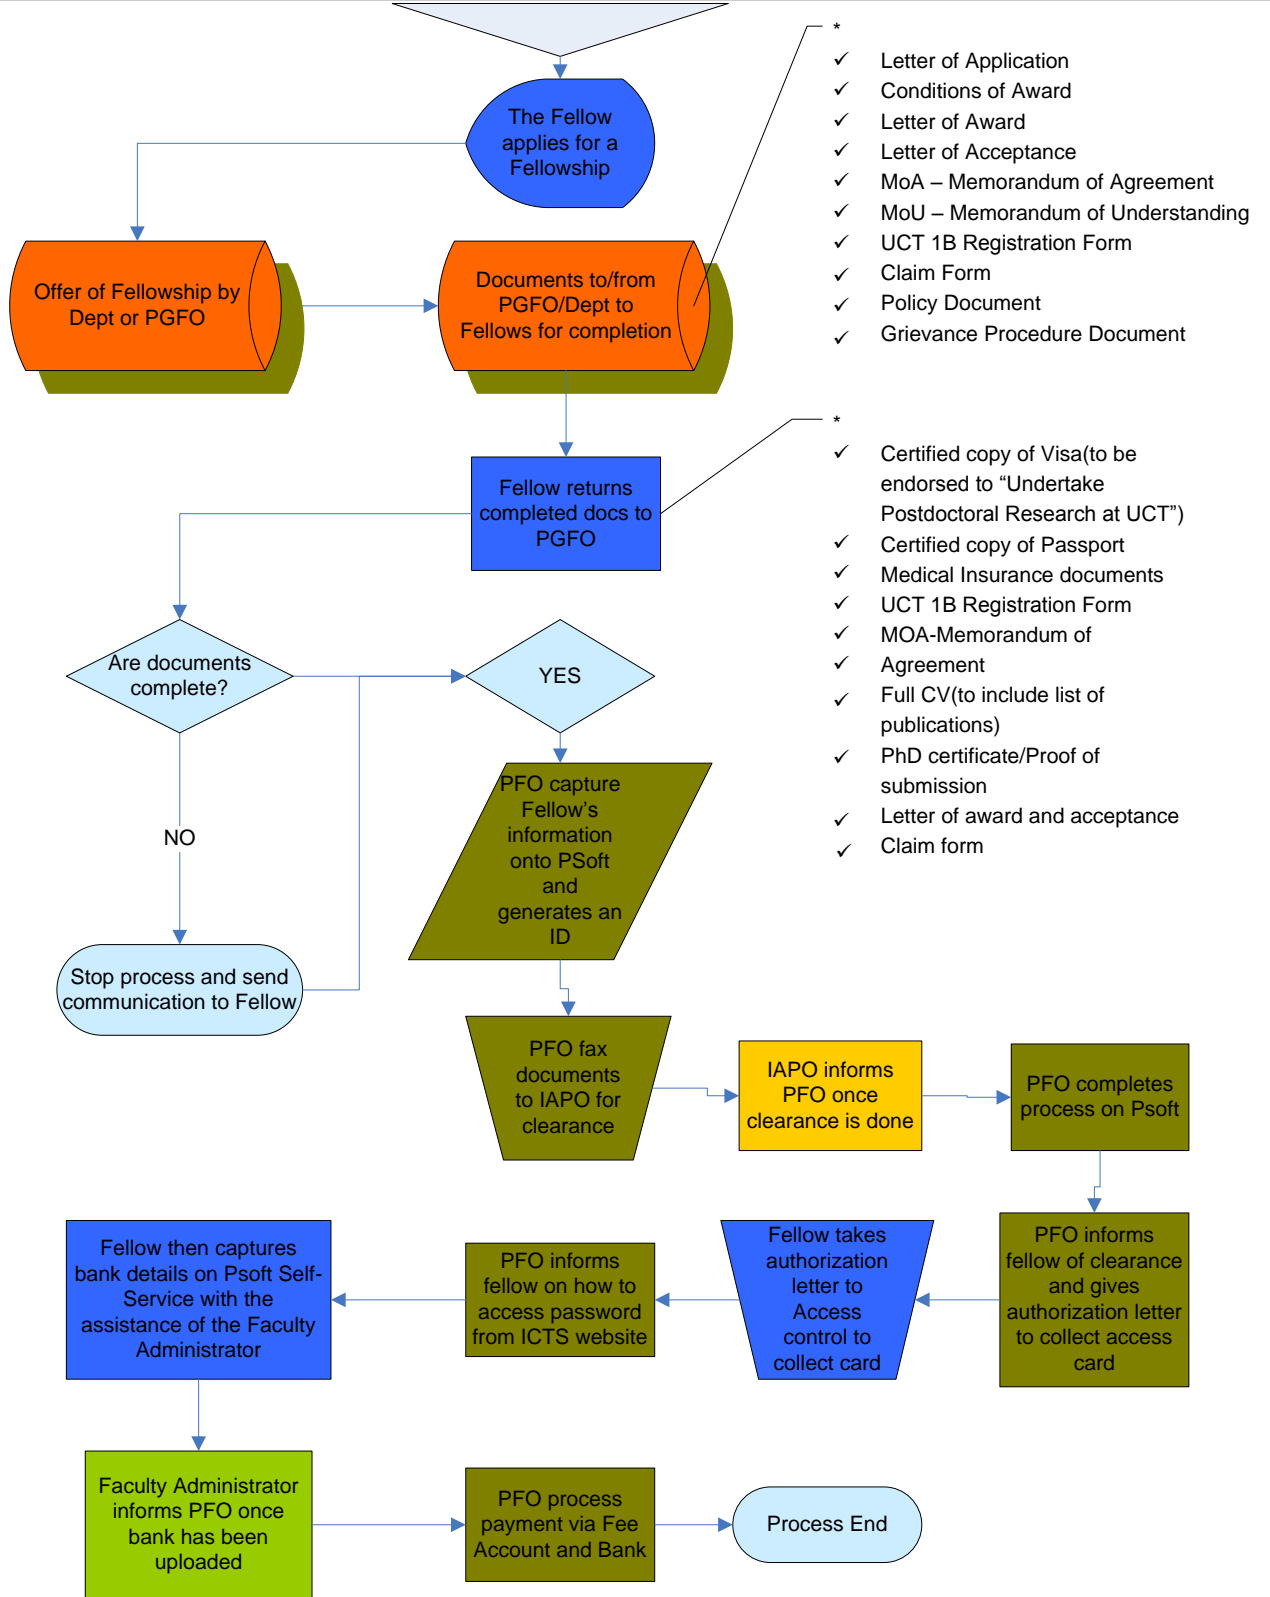 The Fellow
applies for a
Fellowship
Offer of Fellowship by
Dept or PGFO
Documents to/from
PGFO/Dept to
Fellows for completion
*
✓ Letter of Application
✓ Conditions of Award
✓ Letter of Award
✓ Letter of Acceptance
✓ MoA – Memorandum of Agreement
✓ MoU – Memorandum of Understanding
✓ UCT 1B Registration Form
✓ Claim Form
✓ Policy Document
✓ Grievance Procedure Document
Fellow returns
completed docs to
PGFO
*
✓ Certified copy of Visa(to be
endorsed to “Undertake
Postdoctoral Research at UCT”)
✓ Certified copy of Passport
✓ Medical Insurance documents
✓ UCT 1B Registration Form
✓ MOA-Memorandum of
✓ Agreement
✓ Full CV(to include list of
publications)
✓ PhD certificate/Proof of
submission
✓ Letter of award and acceptance
✓ Claim form
Are documents
complete?
YES
NO
Stop process and send
communication to Fellow
PFO capture
Fellow’s
information
onto PSoft
and
generates an
ID
PFO fax
documents
to IAPO for
clearance
IAPO informs
PFO once
clearance is done
PFO completes
process on Psoft
PFO informs
fellow of clearance
and gives
authorization letter
to collect access
card
Fellow takes
authorization
letter to
Access
control to
collect card
PFO informs
fellow on how to
access password
from ICTS website
Fellow then captures
bank details on Psoft Self-
Service with the
assistance of the Faculty
Administrator
Faculty Administrator
informs PFO once
bank has been
uploaded
PFO process
payment via Fee
Account and Bank
Process End